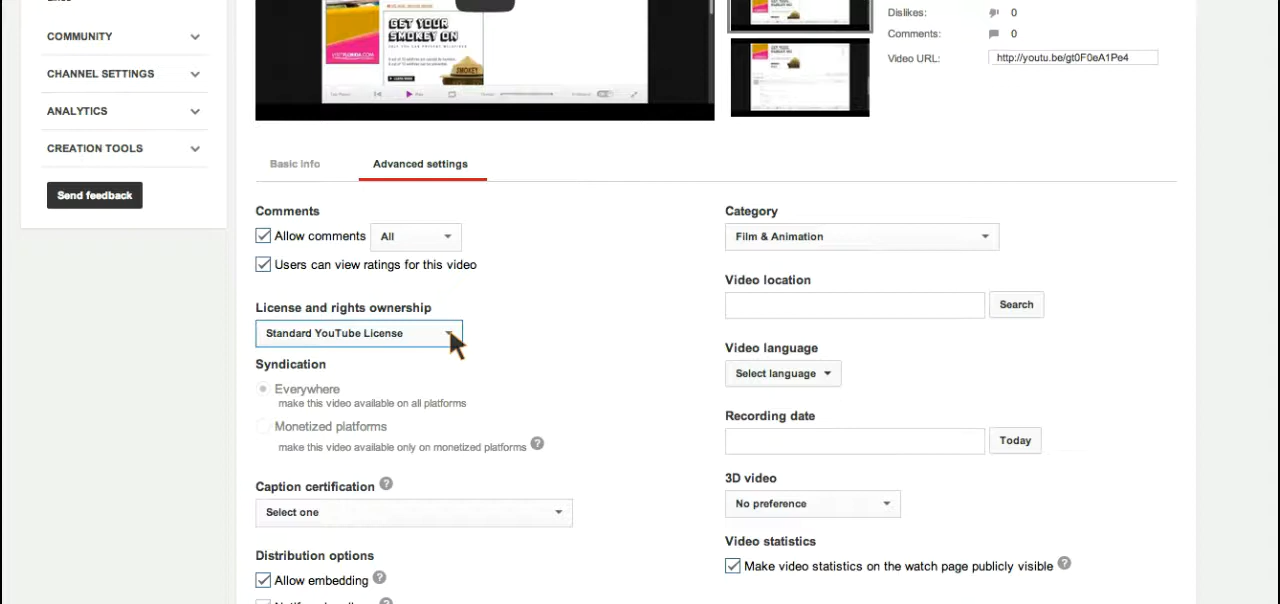 COMMUNITY
CHANNEL SETTINGS
ANALYTICS
CREATION TOOLS
Send feedback
GET YOUR
SMOKEY ON
SMOKEY
Dislikes: 0
Comments: 0
Video URL: http://youtu.be/gt0F0eA1Pe4
Basic info
Advanced settings
Comments
Allow comments All
Users can view ratings for this video
License and rights ownership
Standard YouTube License
Syndication
Everywhere
make this video available on all platforms
Monetized platforms
make this video available only on monetized platforms ?
Caption certification ?
Select one
Distribution options
Allow embedding ?
Category
Film & Animation
Video location
Search
Video language
Select language
Recording date
Today
3D video
No preference
Video statistics
Make video statistics on the watch page publicly visible ?